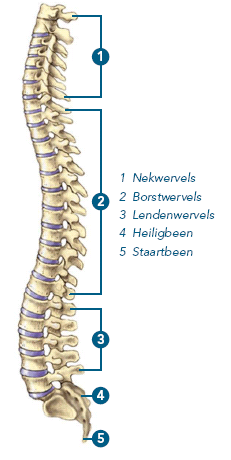 1
2
3
4
5
1 Nekwervels
2 Borstwervels
3 Lendenwervels
4 Heiligbeen
5 Staartbeen